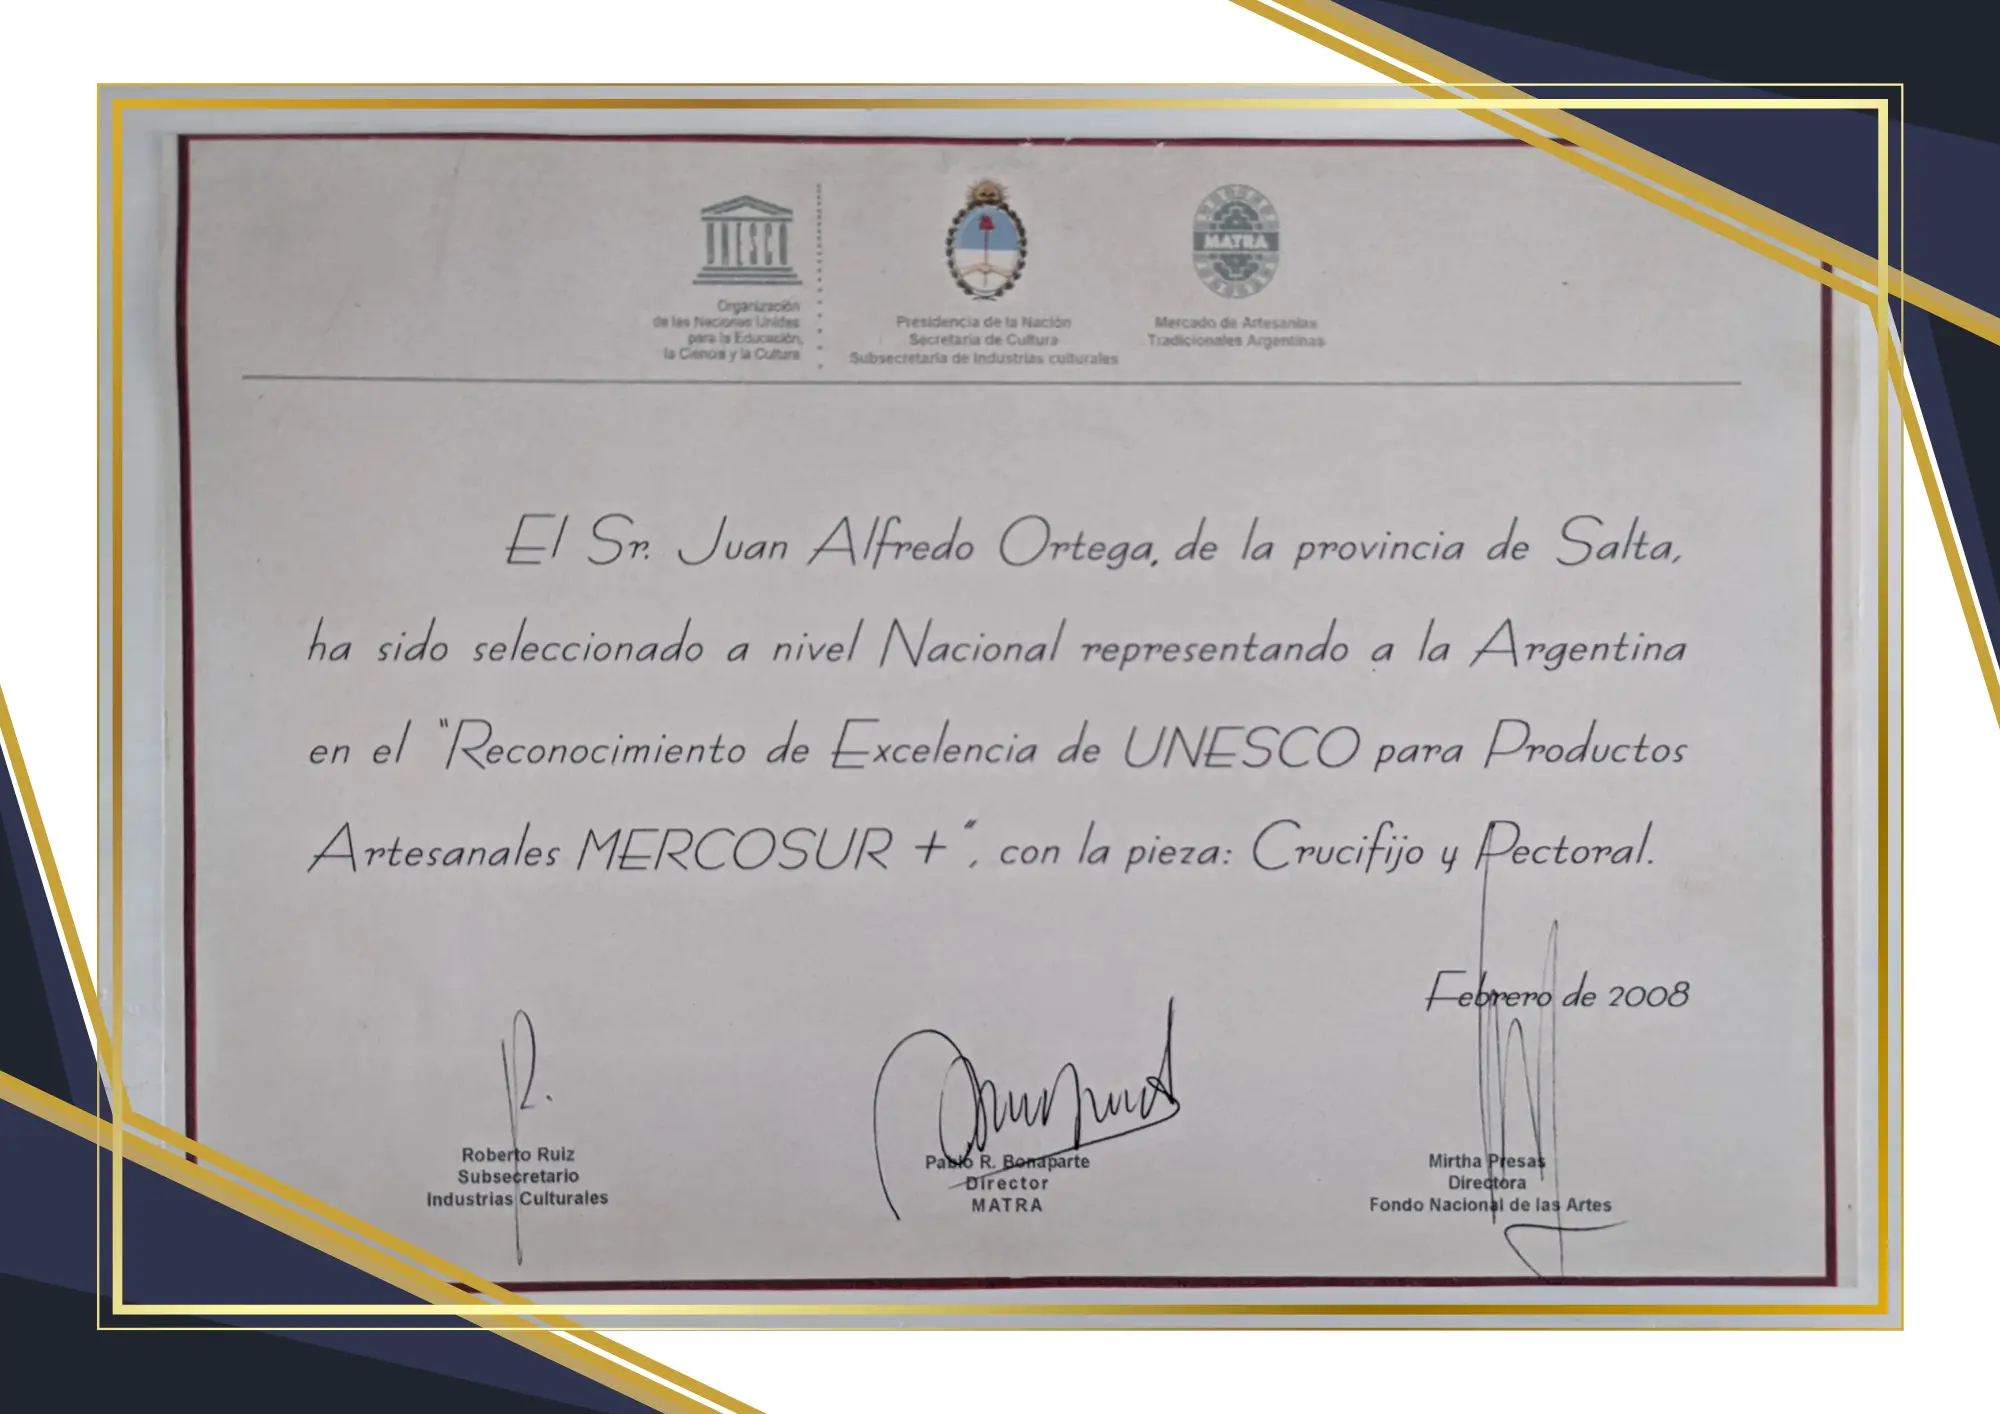 UNESCO
Organización
de las Naciones Unidas
para la Educación,
la Ciencia y la Cultura
Presidencia de la Nación
Secretaría de Cultura
Subsecretaría de Industrias culturales
MATRA
Mercado de Artesanías
Tradicionales Argentinas
El Sr. Juan Alfredo Ortega, de la provincia de Salta,
ha sido seleccionado a nivel Nacional representando a la Argentina
en el "Reconocimiento de Excelencia de UNESCO para Productos
Artesanales MERCOSUR +", con la pieza: Crucifijo y Pectoral.
Febrero de 2008
Roberto Ruiz
Subsecretario
Industrias Culturales
Pablo R. Bonaparte
Director
MATRA
Mirtha Presas
Directora
Fondo Nacional de las Artes